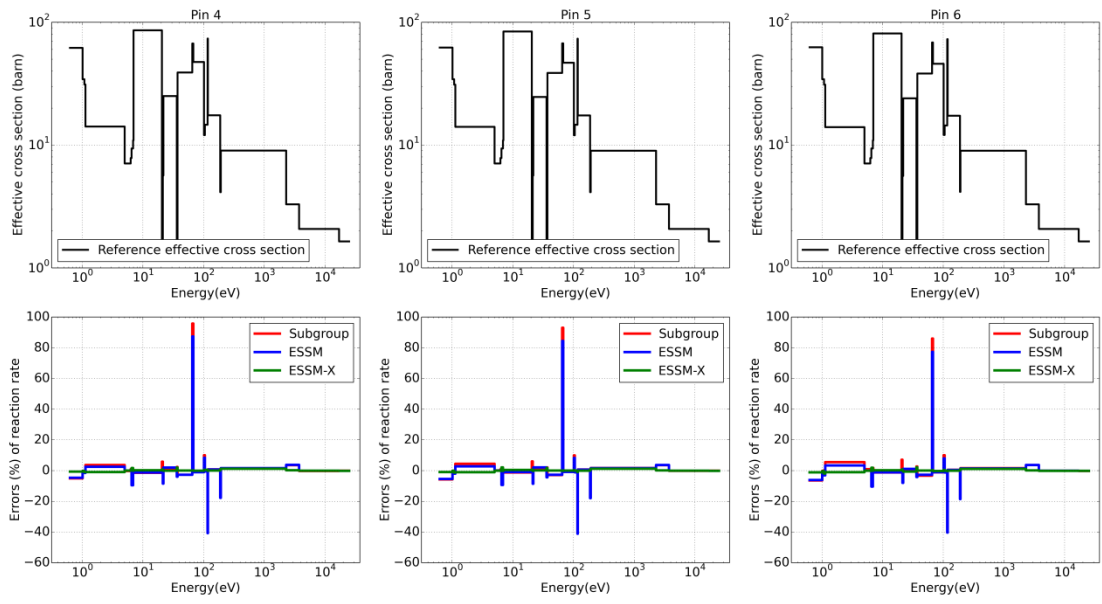 Pin 4
Effective cross section (barn)
10²
10¹
10⁰
Reference effective cross section
10⁰ 10¹ 10² 10³ 10⁴
Energy(eV)
Pin 5
Effective cross section (barn)
10²
10¹
10⁰
Reference effective cross section
10⁰ 10¹ 10² 10³ 10⁴
Energy(eV)
Pin 6
Effective cross section (barn)
10²
10¹
10⁰
Reference effective cross section
10⁰ 10¹ 10² 10³ 10⁴
Energy(eV)
Errors (%) of reaction rate
100
80
60
40
20
0
−20
−40
−60
Subgroup
ESSM
ESSM-X
10⁰ 10¹ 10² 10³ 10⁴
Energy(eV)
Errors (%) of reaction rate
100
80
60
40
20
0
−20
−40
−60
Subgroup
ESSM
ESSM-X
10⁰ 10¹ 10² 10³ 10⁴
Energy(eV)
Errors (%) of reaction rate
100
80
60
40
20
0
−20
−40
−60
Subgroup
ESSM
ESSM-X
10⁰ 10¹ 10² 10³ 10⁴
Energy(eV)